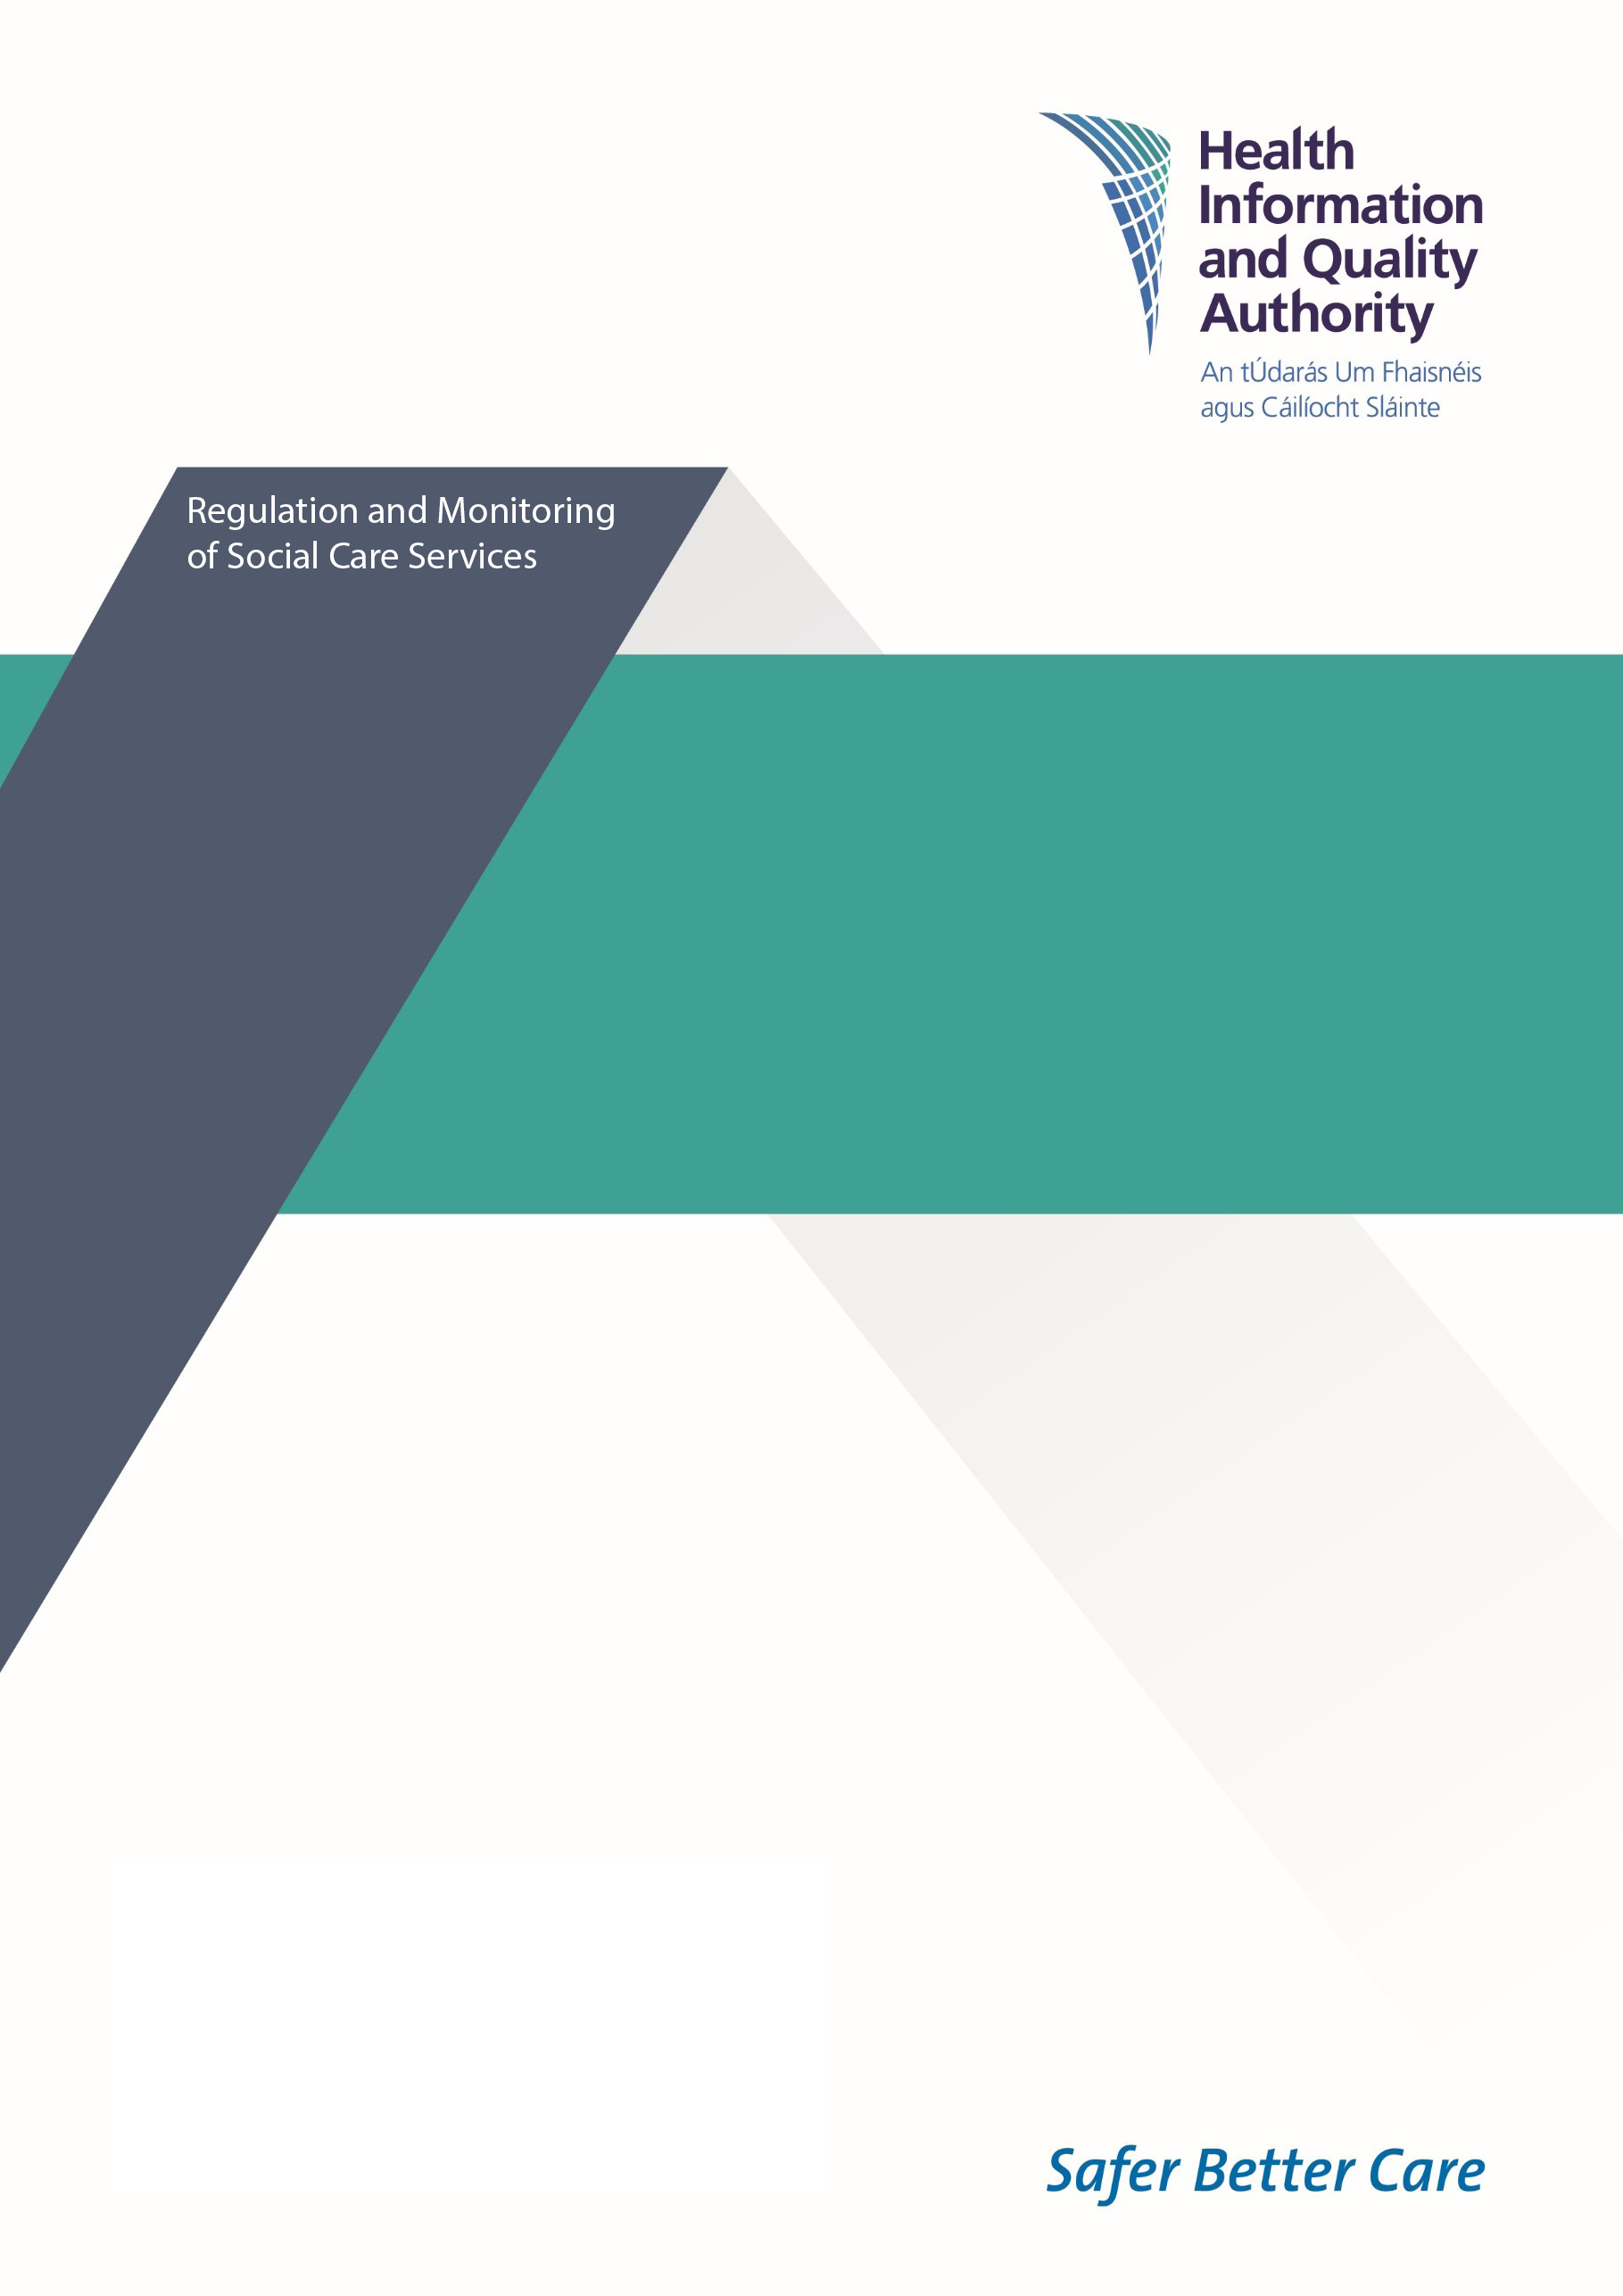 Health
Information
and Quality
Authority
An tÚdarás Um Fhaisnéis
agus Cáilíocht Sláinte
Regulation and Monitoring
of Social Care Services
Safer Better Care